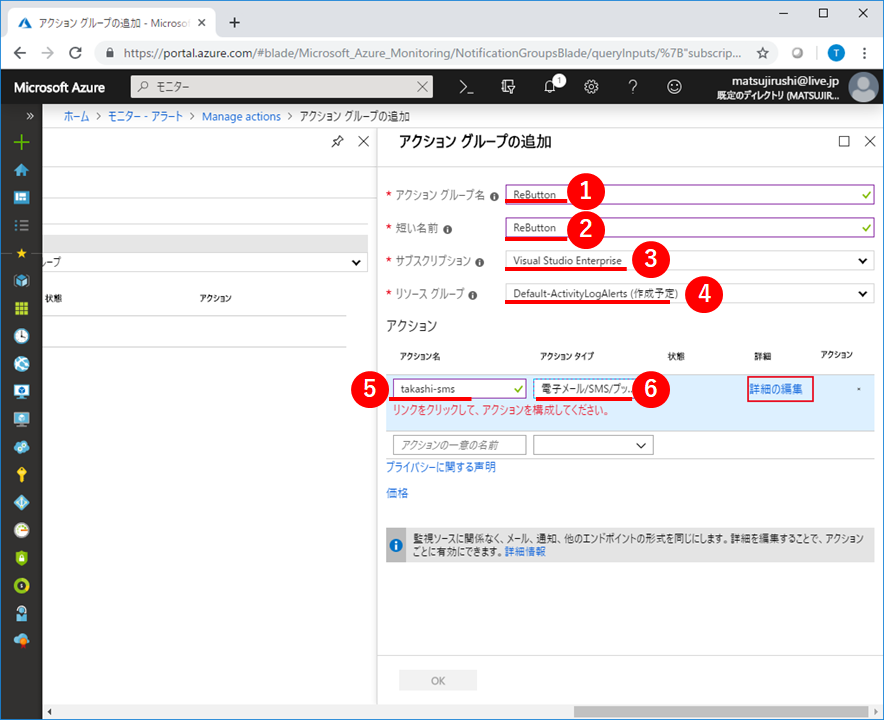 アクション グループの追加 - Microsof
https://portal.azure.com/#blade/Microsoft_Azure_Monitoring/NotificationGroupsBlade/queryInputs/%7B"subscrip...
T
Microsoft Azure
モニター
1
matsujirushi@live.jp
既定のディレクトリ (MATSUJIR...
ホーム > モニター - アラート > Manage actions > アクション グループの追加
アクション グループの追加
* アクション グループ名
ReButton
1
* 短い名前
ReButton
2
* サブスクリプション
Visual Studio Enterprise
3
* リソース グループ
Default-ActivityLogAlerts (作成予定)
4
ループ
状態
アクション
アクション
アクション名
アクション タイプ
状態
詳細
アクション
5
takashi-sms
電子メール/SMS/プッ...
6
詳細の編集
リンクをクリックして、アクションを構成してください。
アクションの一意の名前
プライバシーに関する声明
価格
監視ソースに関係なく、メール、通知、他のエンドポイントの形式を同じにします。詳細を編集することで、アクション
ごとに有効にできます。詳細情報
OK